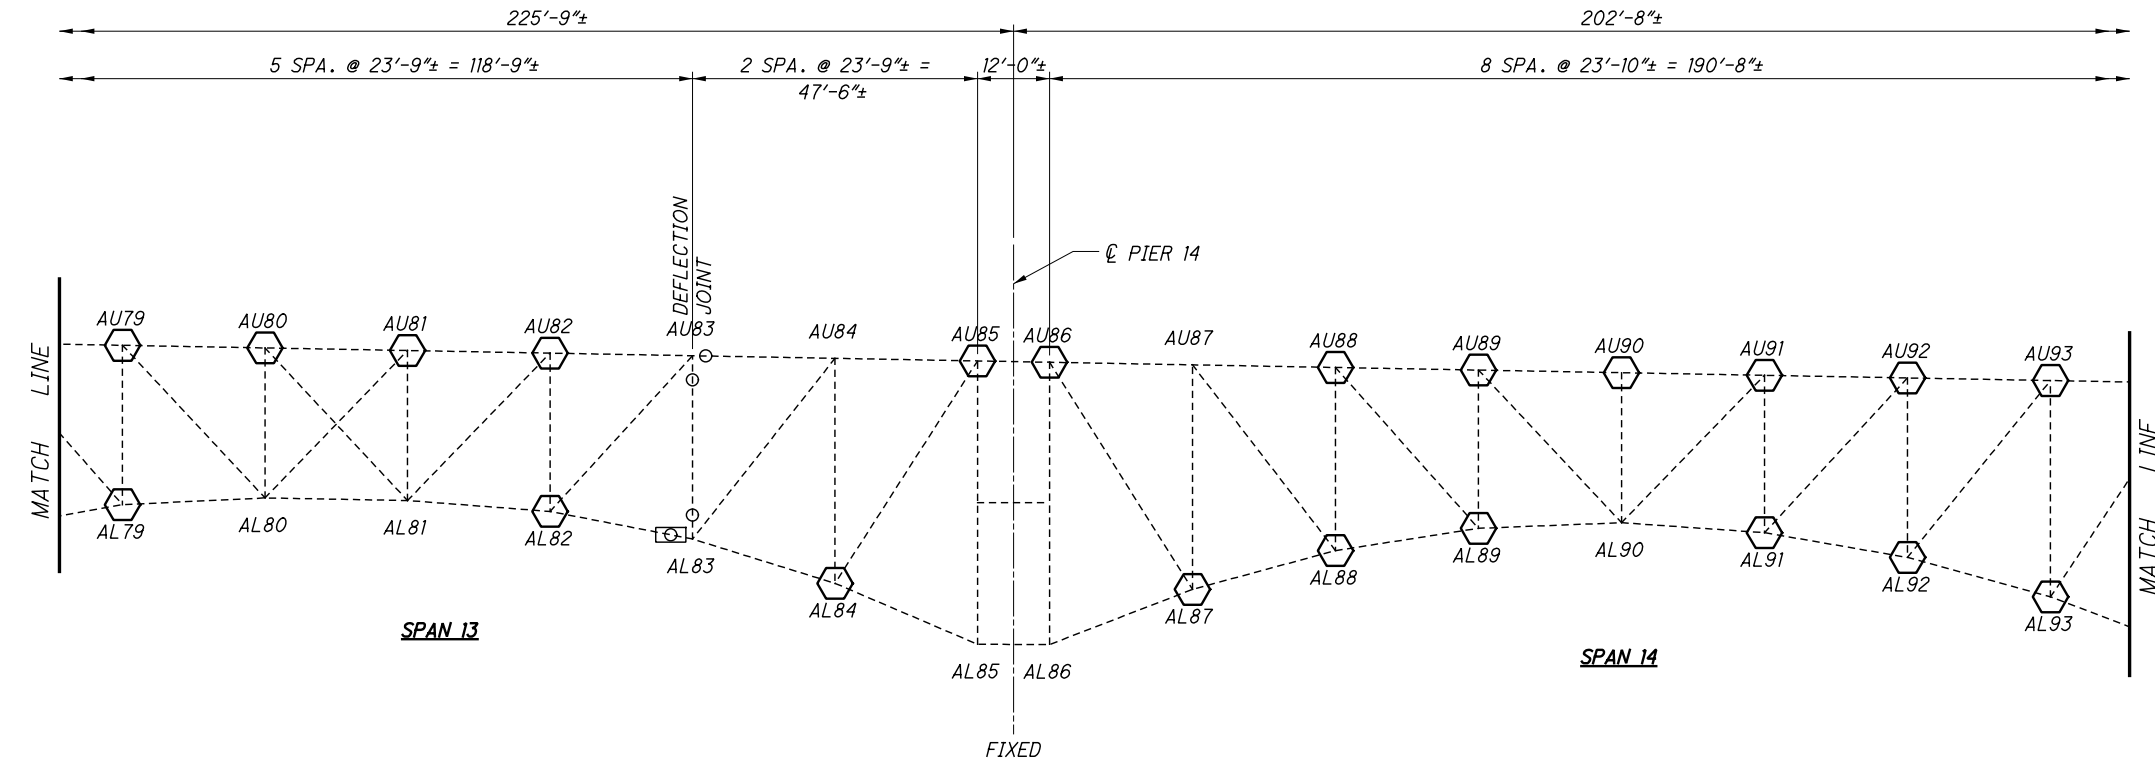 225'-9"±
202'-8"±
5 SPA. @ 23'-9"± = 118'-9"±
2 SPA. @ 23'-9"± =
47'-6"±
12'-0"±
8 SPA. @ 23'-10"± = 190'-8"±
DEFLECTION
JOINT
℄ PIER 14
MATCH LINE
AU79
AU80
AU81
AU82
AU83
AU84
AU85
AU86
AU87
AU88
AU89
AU90
AU91
AU92
AU93
AL79
AL80
AL81
AL82
AL83
AL84
AL85
AL86
AL87
AL88
AL89
AL90
AL91
AL92
AL93
MATCH LINE
SPAN 13
SPAN 14
FIXED